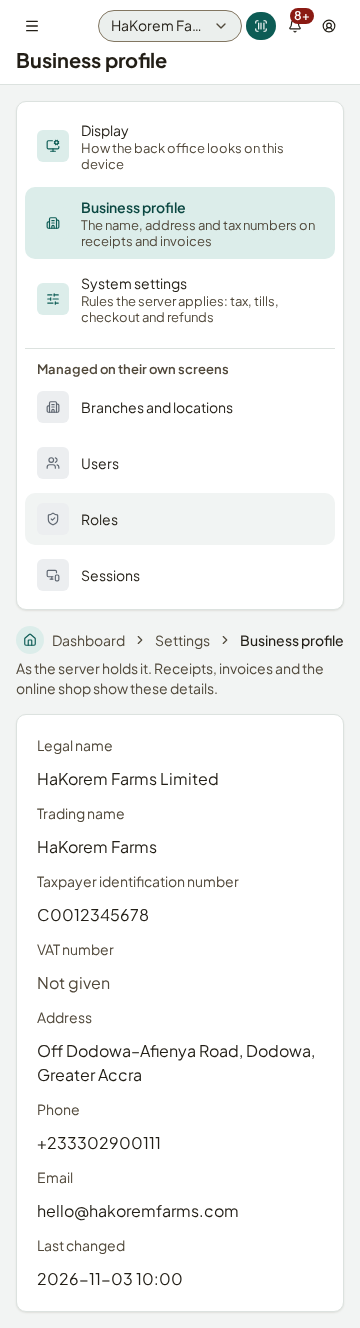 HaKorem Fa...
8+
Business profile
Display
How the back office looks on this
device
Business profile
The name, address and tax numbers on
receipts and invoices
System settings
Rules the server applies: tax, tills,
checkout and refunds
Managed on their own screens
Branches and locations
Users
Roles
Sessions
Dashboard > Settings > Business profile
As the server holds it. Receipts, invoices and the
online shop show these details.
Legal name
HaKorem Farms Limited
Trading name
HaKorem Farms
Taxpayer identification number
C0012345678
VAT number
Not given
Address
Off Dodowa–Afienya Road, Dodowa,
Greater Accra
Phone
+233302900111
Email
hello@hakoremfarms.com
Last changed
2026-11-03 10:00